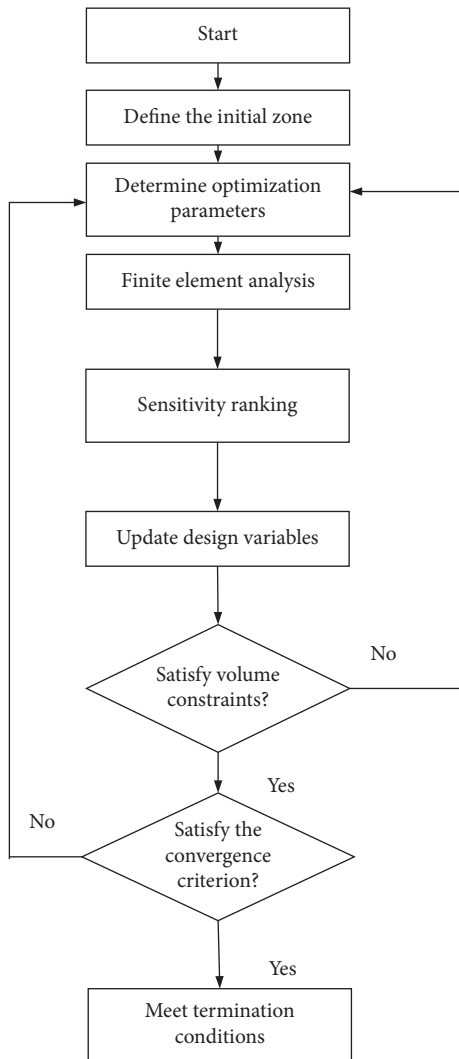 Start
Define the initial zone
Determine optimization
parameters
Finite element analysis
Sensitivity ranking
Update design variables
Satisfy volume
constraints?
No
Yes
No
Satisfy the
convergence
criterion?
Yes
Meet termination
conditions